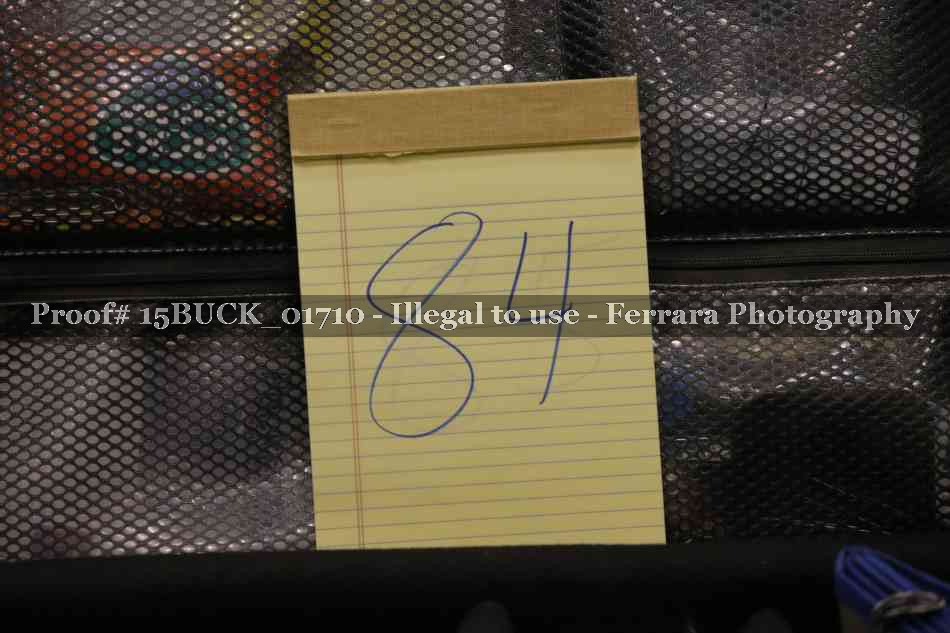 84
Proof# 15BUCK_01710 - Illegal to use - Ferrara Photography